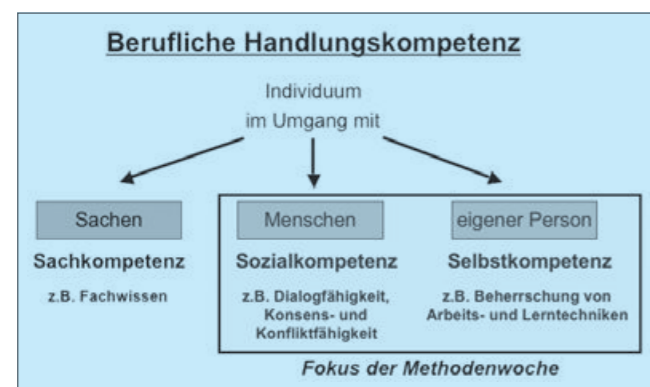 Berufliche Handlungskompetenz
Individuum
im Umgang mit
Sachen
Menschen
eigener Person
Sachkompetenz
Sozialkompetenz
Selbstkompetenz
z.B. Fachwissen
z.B. Dialogfähigkeit,
Konsens- und
Konfliktfähigkeit
z.B. Beherrschung von
Arbeits- und Lerntechniken
Fokus der Methodenwoche